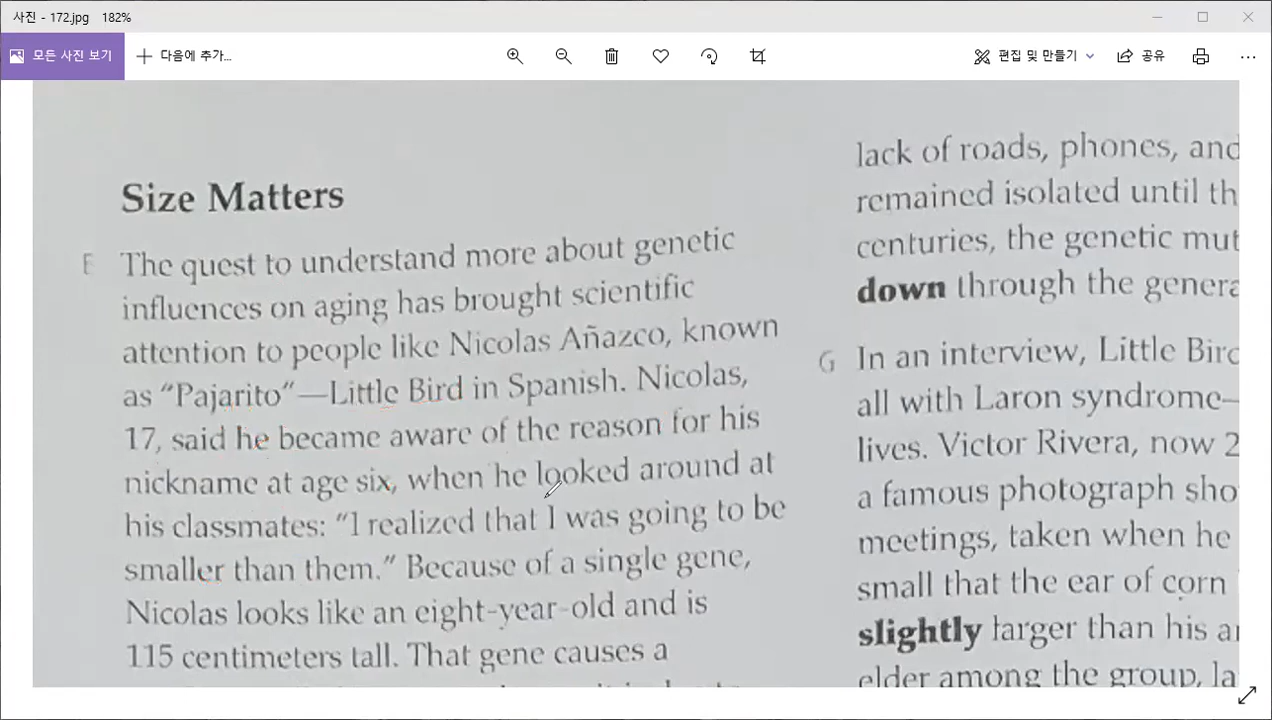 사진 - 172.jpg 182%
모든 사진 보기
다음에 추가...
편집 및 만들기
공유
Size Matters
E The quest to understand more about genetic
influences on aging has brought scientific
attention to people like Nicolas Añazco, known
as "Pajarito"—Little Bird in Spanish. Nicolas,
17, said he became aware of the reason for his
nickname at age six, when he looked around at
his classmates: "I realized that I was going to be
smaller than them." Because of a single gene,
Nicolas looks like an eight-year-old and is
115 centimeters tall. That gene causes a
lack of roads, phones, and
remained isolated until th
centuries, the genetic mut
down through the genera
G In an interview, Little Bird
all with Laron syndrome—
lives. Victor Rivera, now 2
a famous photograph sho
meetings, taken when he
small that the ear of corn
slightly larger than his a
elder among the group, la